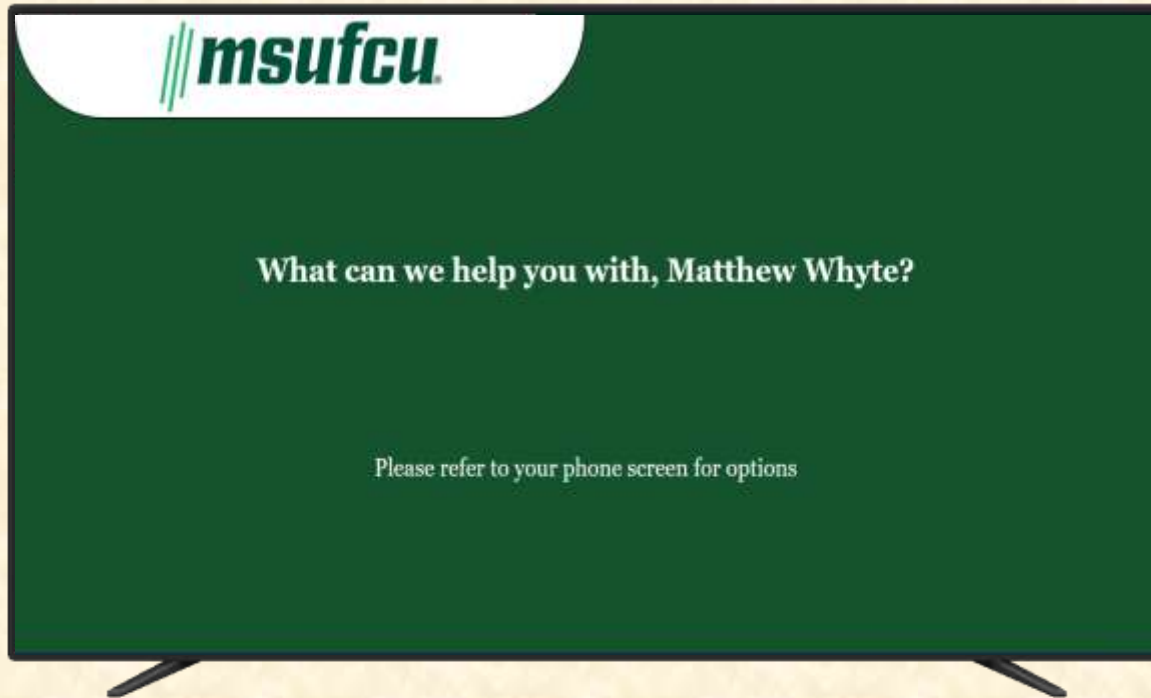 msufcu
What can we help you with, Matthew Whyte?
Please refer to your phone screen for options